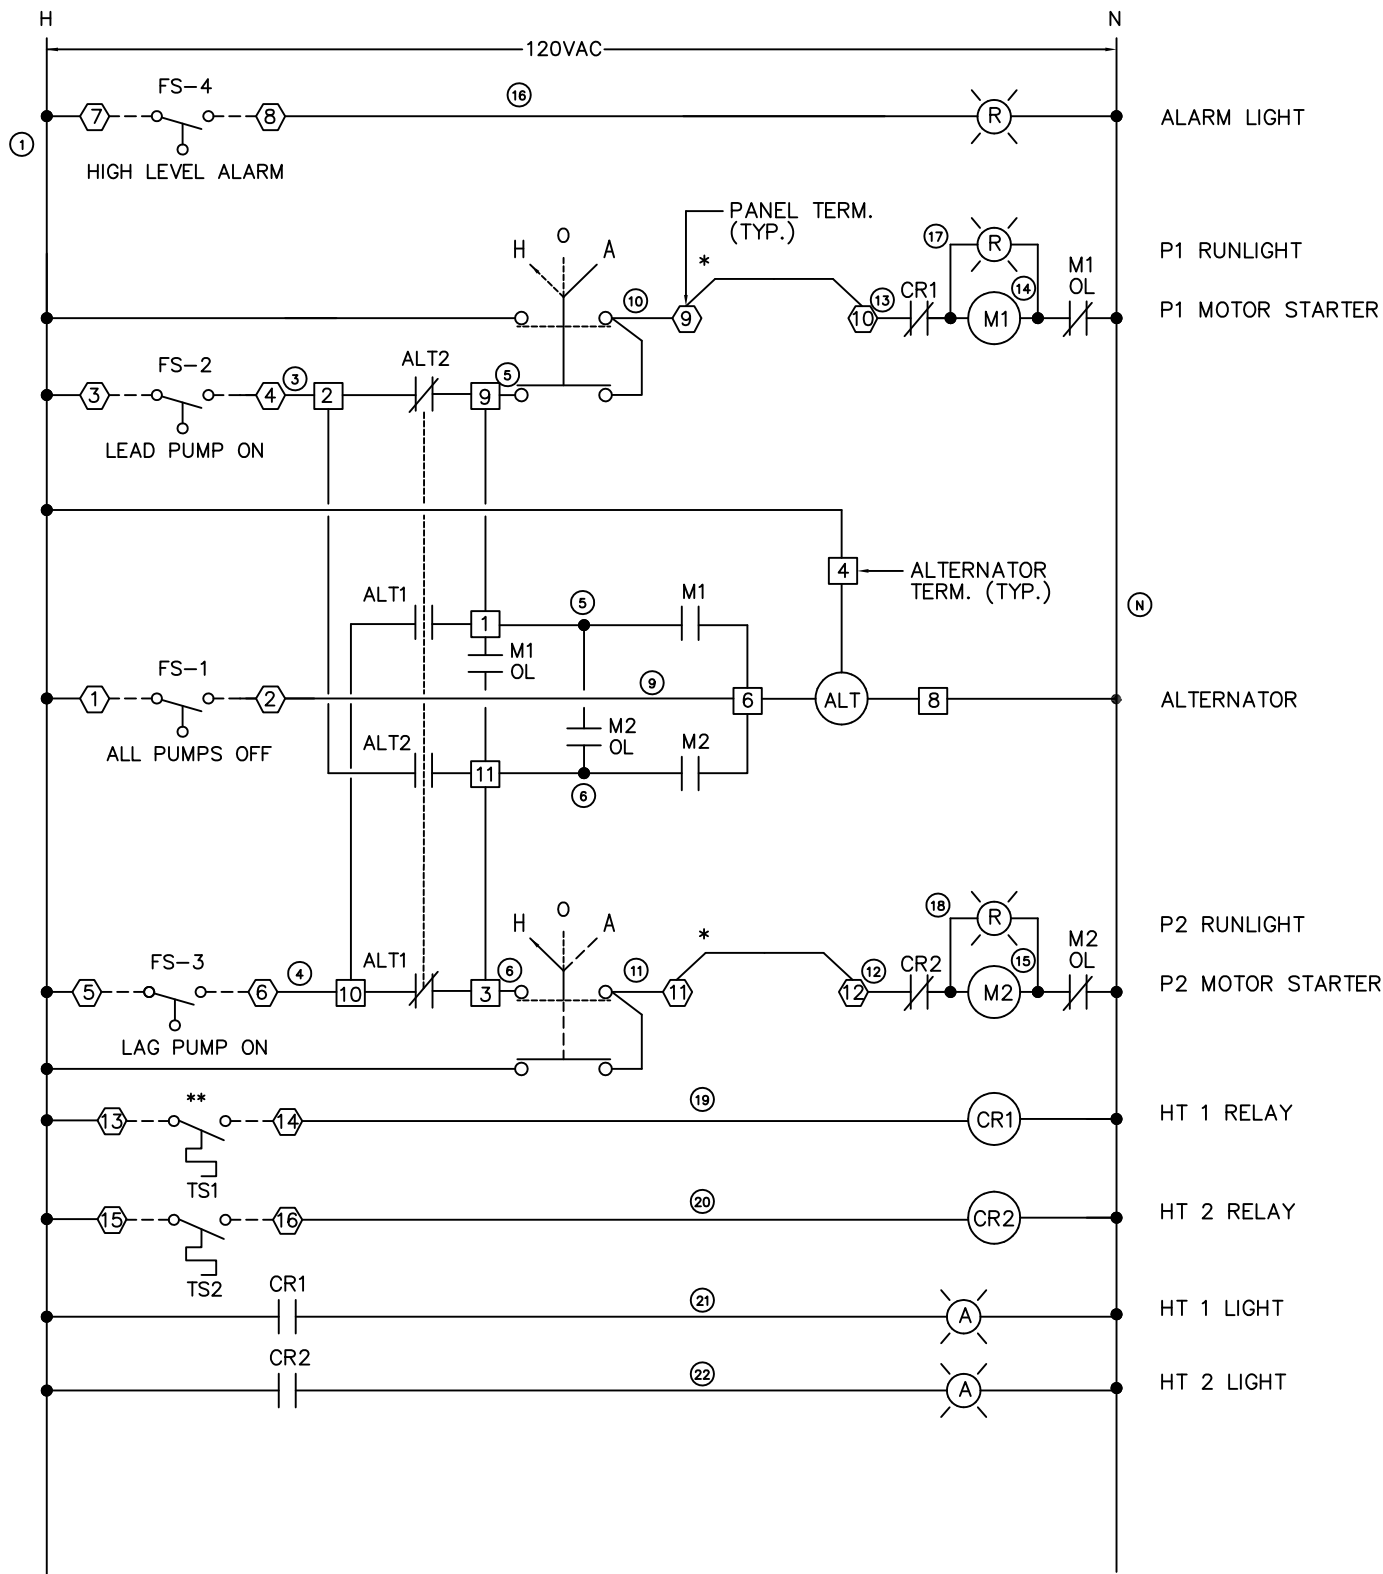 H N
120VAC
FS-4
16
7 8 R ALARM LIGHT
1
HIGH LEVEL ALARM
PANEL TERM.
(TYP.)
H O A
*
17 R P1 RUNLIGHT
M1
OL
10 9 10 13 CR1 M1 14 P1 MOTOR STARTER
FS-2 ALT2
3 4 3 2 9 5
LEAD PUMP ON
4 ALTERNATOR
TERM. (TYP.)
N
ALT1 1 5 M1
M1
OL
FS-1
1 2 9 6 ALT 8 ALTERNATOR
ALL PUMPS OFF
M2
OL
ALT2 11 M2
6
H O A
*
18 R P2 RUNLIGHT
M2
OL
FS-3 ALT1
5 6 4 10 3 6 11 11 12 12 CR2 M2 15 P2 MOTOR STARTER
LAG PUMP ON
**
13 14 19 CR1 HT 1 RELAY
TS1
15 16 20 CR2 HT 2 RELAY
TS2
CR1 21 A HT 1 LIGHT
CR2 22 A HT 2 LIGHT